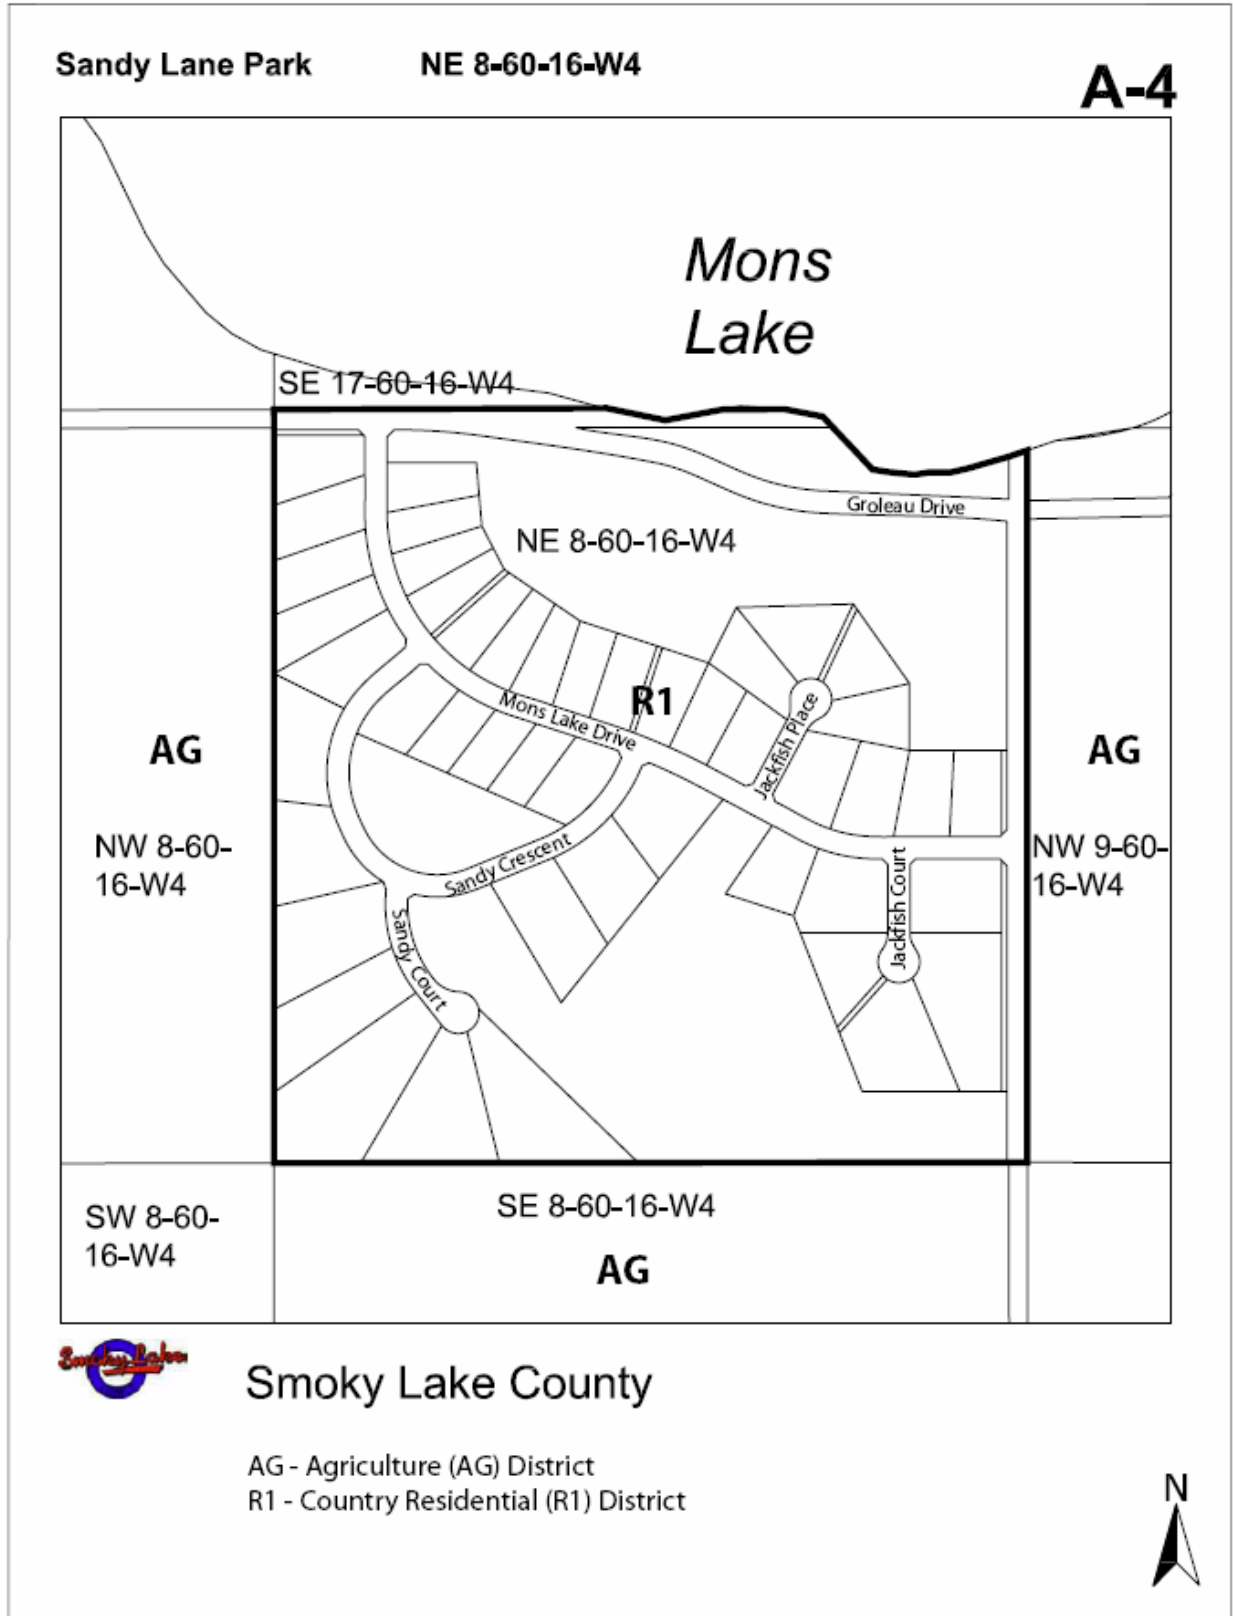 Sandy Lane Park NE 8-60-16-W4
A-4
Mons
Lake
SE 17-60-16-W4
Groleau Drive
NE 8-60-16-W4
R1
Mons Lake Drive
Jackfish Place
AG
AG
NW 8-60-
16-W4
NW 9-60-
16-W4
Sandy Crescent
Jackfish Court
Sandy Court
SE 8-60-16-W4
SW 8-60-
16-W4
AG
Smoky Lake
Smoky Lake County
AG - Agriculture (AG) District
R1 - Country Residential (R1) District
N